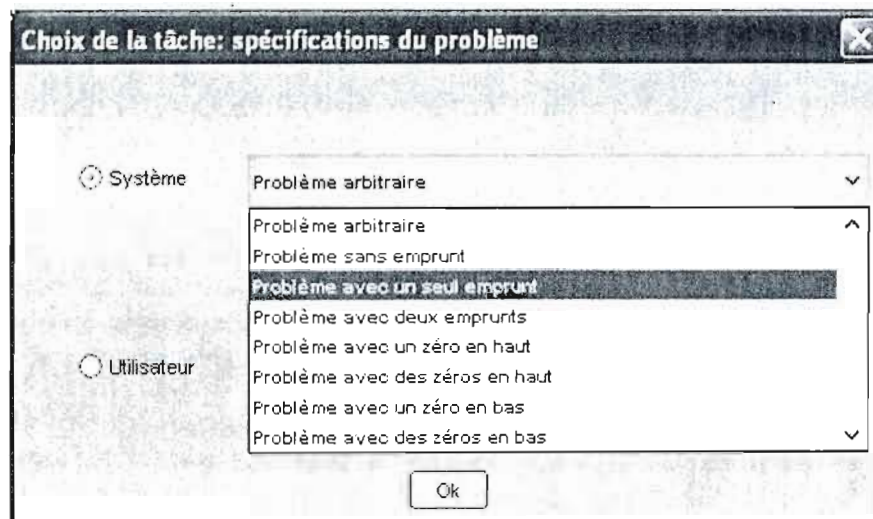 Choix de la tâche: spécifications du problème
Système
Problème arbitraire
Problème arbitraire
Problème sans emprunt
Problème avec un seul emprunt
Problème avec deux emprunts
Problème avec un zéro en haut
Utilisateur
Problème avec des zéros en haut
Problème avec un zéro en bas
Problème avec des zéros en bas
Ok